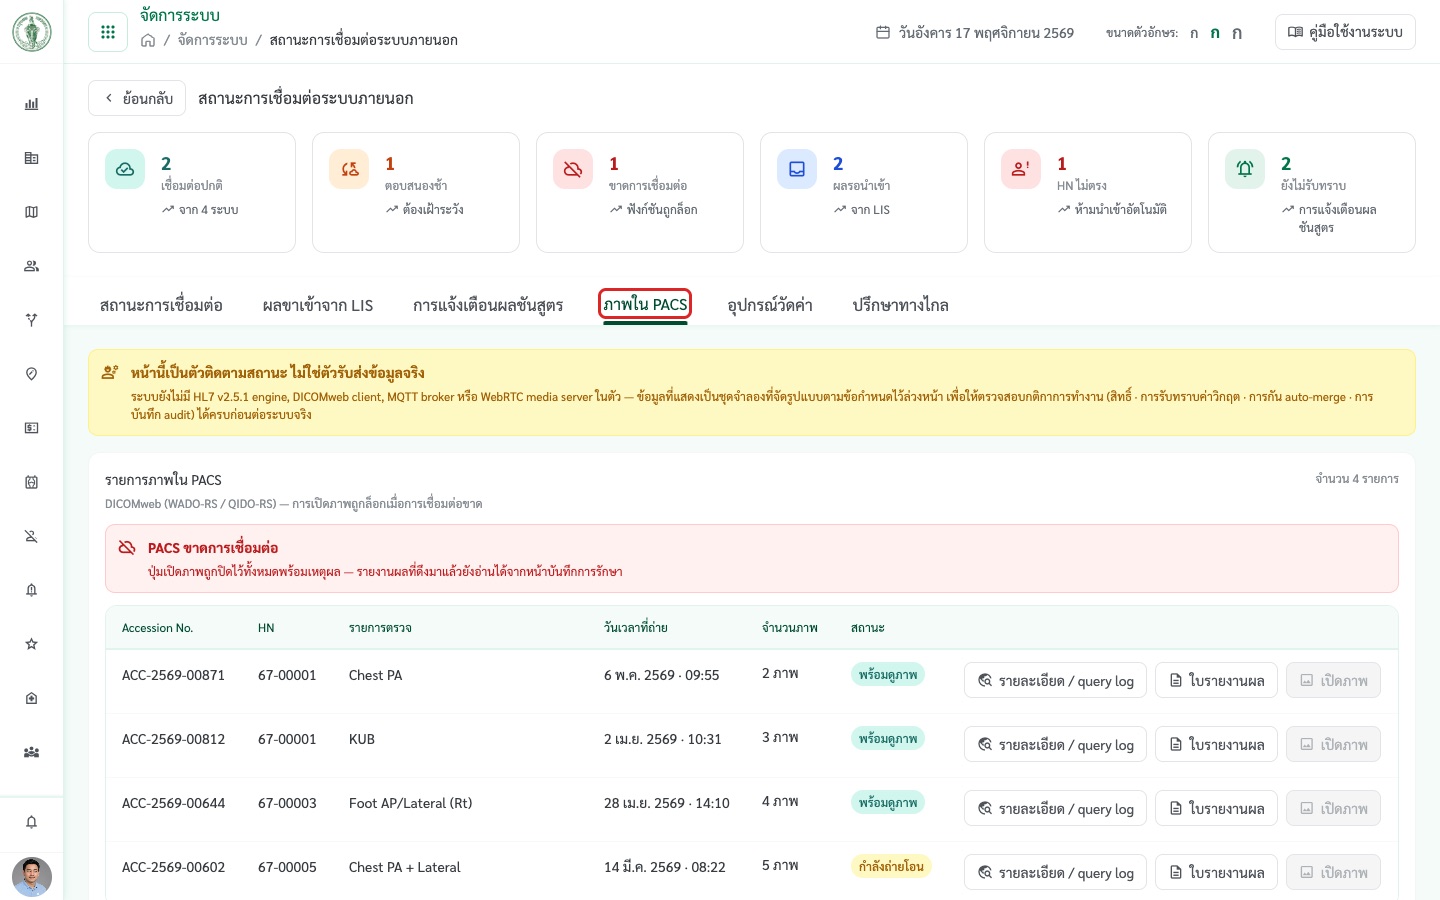 จัดการระบบ
/ จัดการระบบ / สถานะการเชื่อมต่อระบบภายนอก
วันอังคาร 17 พฤศจิกายน 2569
ขนาดตัวอักษร: ก ก ก
คู่มือใช้งานระบบ
ย้อนกลับ
สถานะการเชื่อมต่อระบบภายนอก
2
เชื่อมต่อปกติ
จาก 4 ระบบ
1
ตอบสนองช้า
ต้องเฝ้าระวัง
1
ขาดการเชื่อมต่อ
ฟังก์ชันถูกล็อก
2
ผลรอนำเข้า
จาก LIS
1
HN ไม่ตรง
ห้ามนำเข้าอัตโนมัติ
2
ยังไม่รับทราบ
การแจ้งเตือนผล
ชันสูตร
สถานะการเชื่อมต่อ
ผลขาเข้าจาก LIS
การแจ้งเตือนผลชันสูตร
ภาพใน PACS
อุปกรณ์วัดค่า
ปรึกษาทางไกล
หน้านี้เป็นตัวติดตามสถานะ ไม่ใช่ตัวรับส่งข้อมูลจริง
ระบบยังไม่มี HL7 v2.5.1 engine, DICOMweb client, MQTT broker หรือ WebRTC media server ในตัว — ข้อมูลที่แสดงเป็นชุดจำลองที่จัดรูปแบบตามข้อกำหนดไว้ล่วงหน้า เพื่อให้ตรวจสอบกติกาการทำงาน (สิทธิ์ · การรับทราบค่าวิกฤต · การกัน auto-merge · การ
บันทึก audit) ได้ครบก่อนต่อระบบจริง
รายการภาพใน PACS
จำนวน 4 รายการ
DICOMweb (WADO-RS / QIDO-RS) — การเปิดภาพถูกล็อกเมื่อการเชื่อมต่อขาด
PACS ขาดการเชื่อมต่อ
ปุ่มเปิดภาพถูกปิดไว้ทั้งหมดพร้อมเหตุผล — รายงานผลที่ดึงมาแล้วยังอ่านได้จากหน้าบันทึกการรักษา
Accession No. HN รายการตรวจ วันเวลาที่ถ่าย จำนวนภาพ สถานะ
ACC-2569-00871 67-00001 Chest PA 6 พ.ค. 2569 · 09:55 2 ภาพ พร้อมดูภาพ รายละเอียด / query log ใบรายงานผล เปิดภาพ
ACC-2569-00812 67-00001 KUB 2 เม.ย. 2569 · 10:31 3 ภาพ พร้อมดูภาพ รายละเอียด / query log ใบรายงานผล เปิดภาพ
ACC-2569-00644 67-00003 Foot AP/Lateral (Rt) 28 เม.ย. 2569 · 14:10 4 ภาพ พร้อมดูภาพ รายละเอียด / query log ใบรายงานผล เปิดภาพ
ACC-2569-00602 67-00005 Chest PA + Lateral 14 มี.ค. 2569 · 08:22 5 ภาพ กำลังถ่ายโอน รายละเอียด / query log ใบรายงานผล เปิดภาพ